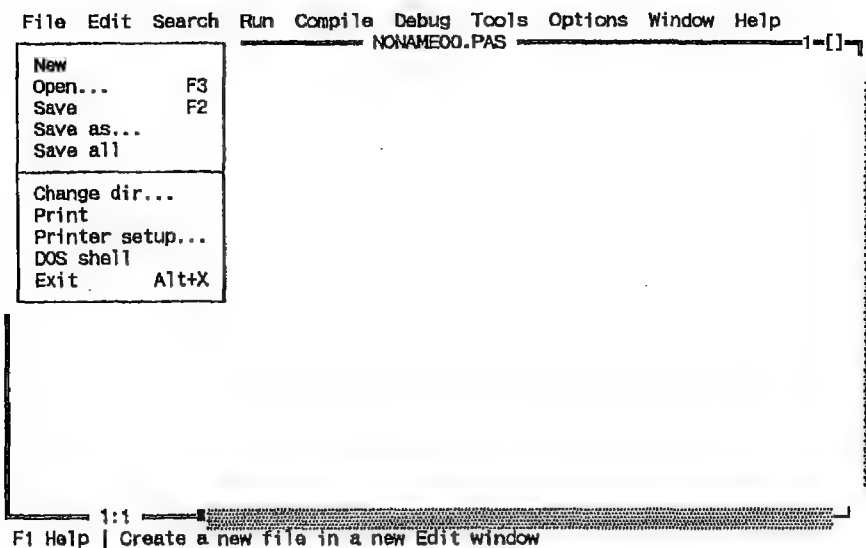 File Edit Search Run Compile Debug Tools Options Window Help
NONAME00.PAS 1=[]
New
Open... F3
Save F2
Save as...
Save all
Change dir...
Print
Printer setup...
DOS shell
Exit Alt+X
1:1
F1 Help | Create a new file in a new Edit window